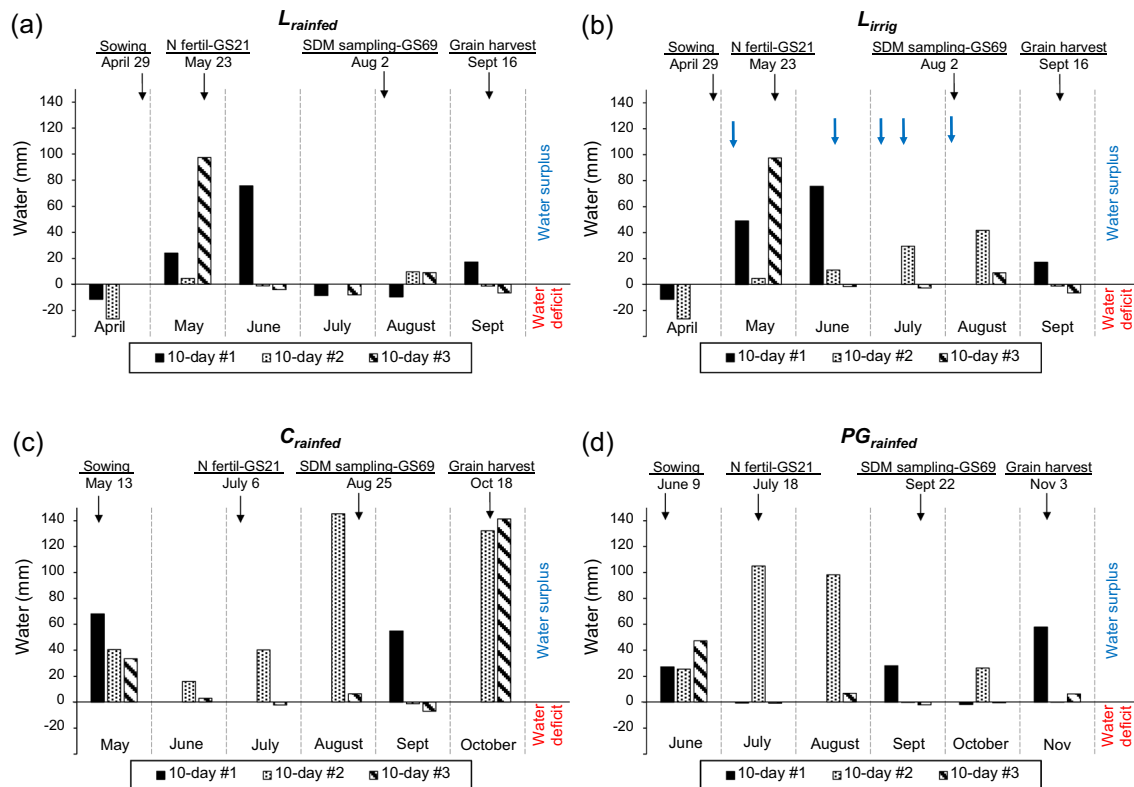 (a)
L rainfed
Sowing N fertil-GS21 SDM sampling-GS69 Grain harvest
April 29 May 23 Aug 2 Sept 16
Water (mm)
140
120
100
80
60
40
20
0
-20
April May June July August Sept
Water surplus
Water deficit
10-day #1 10-day #2 10-day #3
(b)
L irrig
Sowing N fertil-GS21 SDM sampling-GS69 Grain harvest
April 29 May 23 Aug 2 Sept 16
Water (mm)
140
120
100
80
60
40
20
0
-20
April May June July August Sept
Water surplus
Water deficit
10-day #1 10-day #2 10-day #3
(c)
C rainfed
Sowing N fertil-GS21 SDM sampling-GS69 Grain harvest
May 13 July 6 Aug 25 Oct 18
Water (mm)
140
120
100
80
60
40
20
0
-20
May June July August Sept October
Water surplus
Water deficit
10-day #1 10-day #2 10-day #3
(d)
PG rainfed
Sowing N fertil-GS21 SDM sampling-GS69 Grain harvest
June 9 July 18 Sept 22 Nov 3
Water (mm)
140
120
100
80
60
40
20
0
-20
June July August Sept October Nov
Water surplus
Water deficit
10-day #1 10-day #2 10-day #3